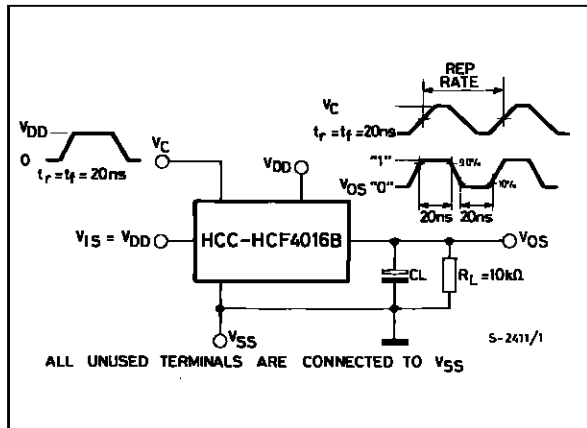 REP
RATE
VC
tr = tf = 20ns
VDD
0
tr = tf = 20ns
VC
VDD
"1"
90%
VOS "0"
10%
20ns 20ns
VIS = VDD
HCC-HCF4016B
VOS
CL
RL = 10kΩ
VSS
S-2411/1
ALL UNUSED TERMINALS ARE CONNECTED TO VSS